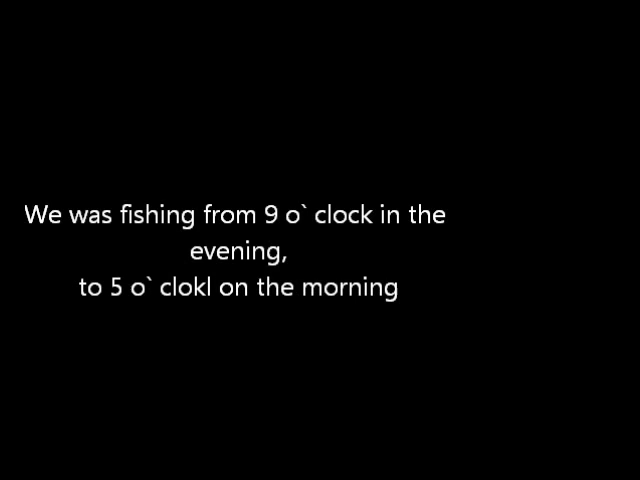 We was fishing from 9 o` clock in the
evening,
to 5 o` clokl on the morning